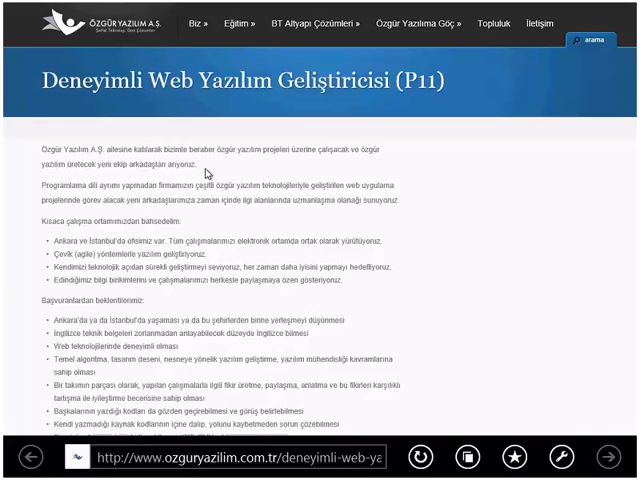 ÖZGÜR YAZILIM A.Ş.
Şeffaf Teknoloji, Özel Çözümler
Biz » Eğitim » BT Altyapı Çözümleri » Özgür Yazılıma Göç » Topluluk İletişim
arama
Deneyimli Web Yazılım Geliştiricisi (P11)
Özgür Yazılım A.Ş. ailesine katılarak bizimle beraber özgür yazılım projeleri üzerine çalışacak ve özgür
yazılım üretecek yeni ekip arkadaşları arıyoruz.
Programlama dili ayrımı yapmadan firmamızın çeşitli özgür yazılım teknolojileriyle geliştirilen web uygulama
projelerinde görev alacak yeni arkadaşlarımıza zaman içinde ilgi alanlarında uzmanlaşma olanağı sunuyoruz.
Kısaca çalışma ortamımızdan bahsedelim:
• Ankara ve İstanbul'da ofisimiz var. Tüm çalışmalarımızı elektronik ortamda ortak olarak yürütüyoruz.
• Çevik (agile) yöntemlerle yazılım geliştiriyoruz.
• Kendimizi teknolojik açıdan sürekli geliştirmeyi seviyoruz, her zaman daha iyisini yapmayı hedefliyoruz.
• Edindiğimiz bilgi birikimlerini ve çalışmalarımızı herkesle paylaşmaya özen gösteriyoruz.
Başvuranlardan beklentilerimiz:
• Ankara'da ya da İstanbul'da yaşaması ya da bu şehirlerden birine yerleşmeyi düşünmesi
• İngilizce teknik belgeleri zorlanmadan anlayabilecek düzeyde İngilizce bilmesi
• Web teknolojilerinde deneyimli olması
• Temel algoritma, tasarım deseni, nesneye yönelik yazılım geliştirme, yazılım mühendisliği kavramlarına
sahip olması
• Bir takımın parçası olarak, yapılan çalışmalarla ilgili fikir üretme, paylaşma, anlatma ve bu fikirleri karşılıklı
tartışma ile iyileştirme becerisine sahip olması
• Başkalarının yazdığı kodları da gözden geçirebilmesi ve görüş belirtebilmesi
• Kendi yazmadığı kaynak kodlarının içine dalıp, yolunu kaybetmeden sorun çözebilmesi
http://www.ozguryazilim.com.tr/deneyimli-web-ya